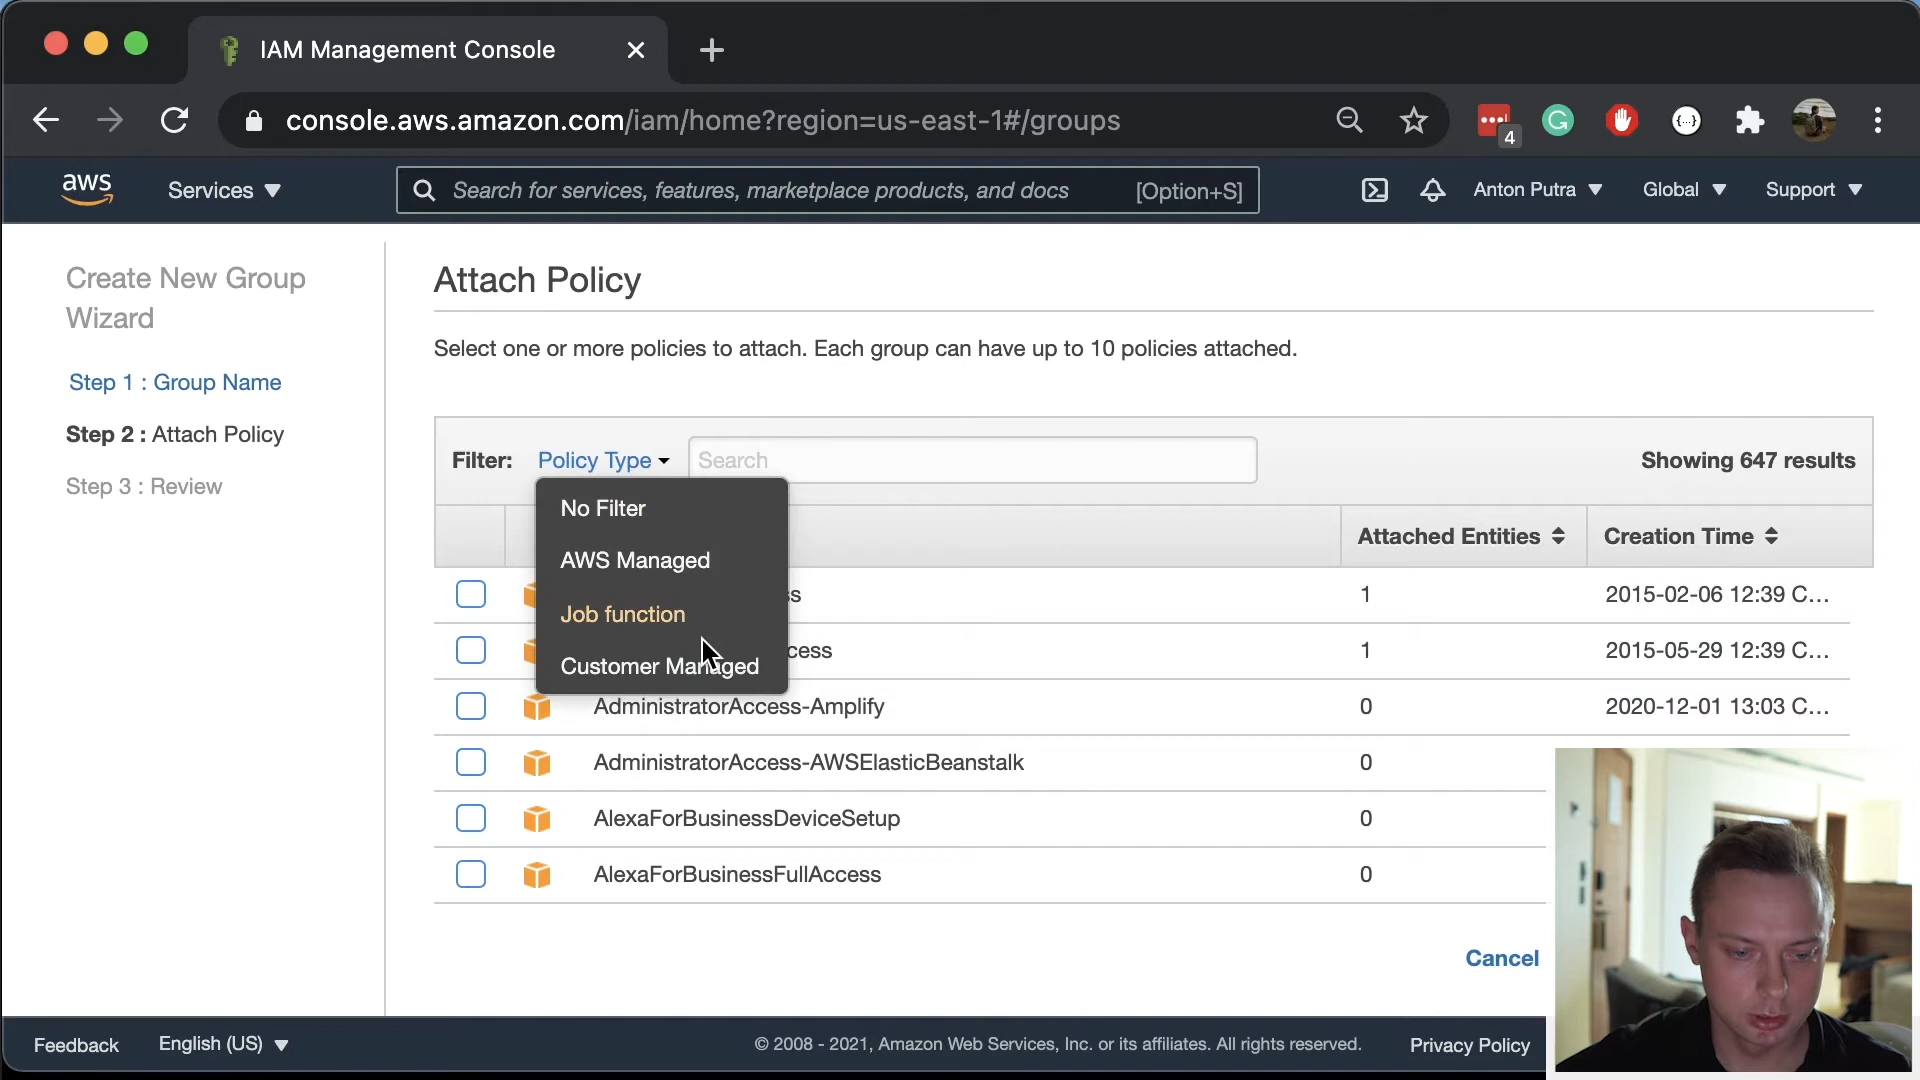 IAM Management Console
console.aws.amazon.com/iam/home?region=us-east-1#/groups
4
aws
Services
Search for services, features, marketplace products, and docs
[Option+S]
Anton Putra
Global
Support
Create New Group
Wizard
Step 1 : Group Name
Step 2 : Attach Policy
Step 3 : Review
Attach Policy
Select one or more policies to attach. Each group can have up to 10 policies attached.
Filter:
Policy Type
Search
Showing 647 results
No Filter
AWS Managed
Job function
Customer Managed
Attached Entities
Creation Time
ss
1
2015-02-06 12:39 C...
cess
1
2015-05-29 12:39 C...
AdministratorAccess-Amplify
0
2020-12-01 13:03 C...
AdministratorAccess-AWSElasticBeanstalk
0
AlexaForBusinessDeviceSetup
0
AlexaForBusinessFullAccess
0
Cancel
Feedback
English (US)
© 2008 - 2021, Amazon Web Services, Inc. or its affiliates. All rights reserved.
Privacy Policy